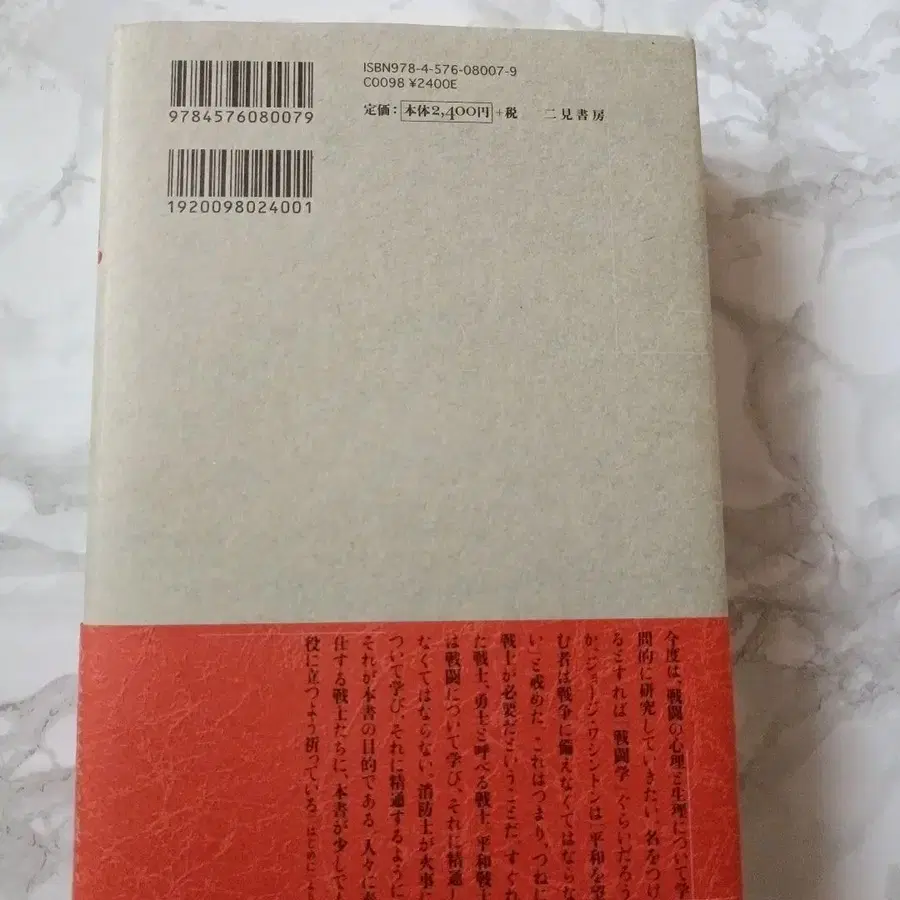 ISBN978-4-576-08007-9
C0098 ¥2400E
9784576080079
定価：本体2,400円+税　二見書房
1920098024001
今度は、戦闘の心理と生理について学
問的に研究していきたい。名をつけ
るとすれば「戦闘学」ぐらいだろう
か。ジョージ・ワシントンは「平和を望
む者は戦争に備えなくてはならな
い」と戒めた。これはつまり、つねに
戦士が必要だということだ。すぐれ
た戦士、勇士と呼べる戦士、平和戦士
は戦闘について学び、それに精通し
なくてはならない。消防士が火事に
ついて学び、それに精通するように。
それが本書の目的である。人々に奉
仕する戦士たちに、本書が少しでも
役に立つよう祈っている。（はじめに よ